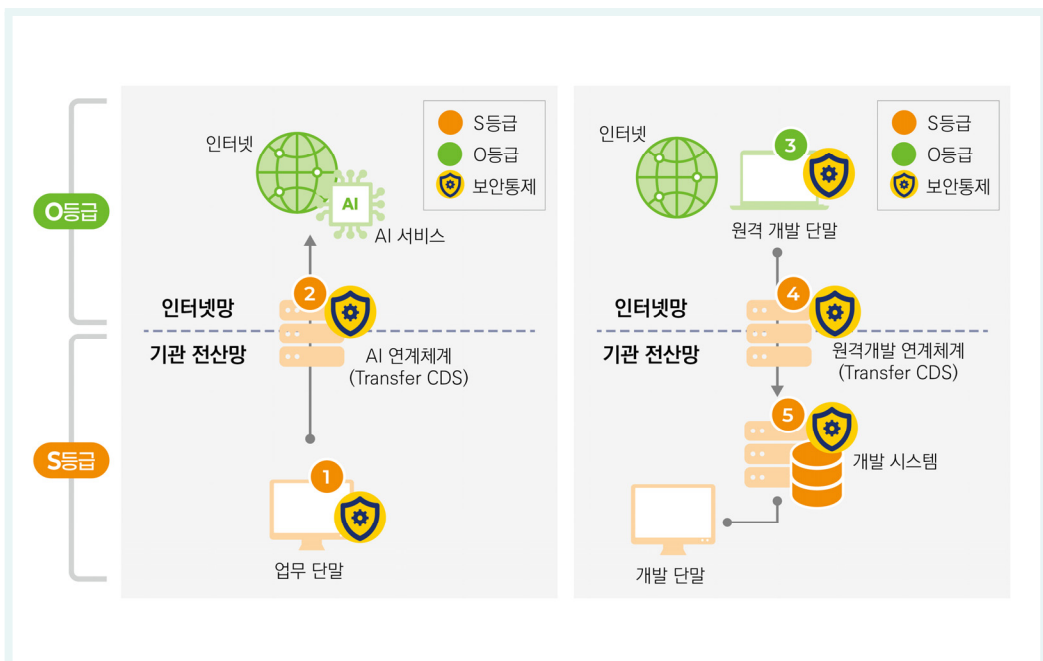 O등급
S등급
인터넷
S등급
O등급
보안통제
AI
AI 서비스
2
인터넷망
기관 전산망
AI 연계체계
(Transfer CDS)
1
업무 단말
인터넷
3
S등급
O등급
보안통제
원격 개발 단말
4
인터넷망
기관 전산망
원격개발 연계체계
(Transfer CDS)
5
개발 시스템
개발 단말